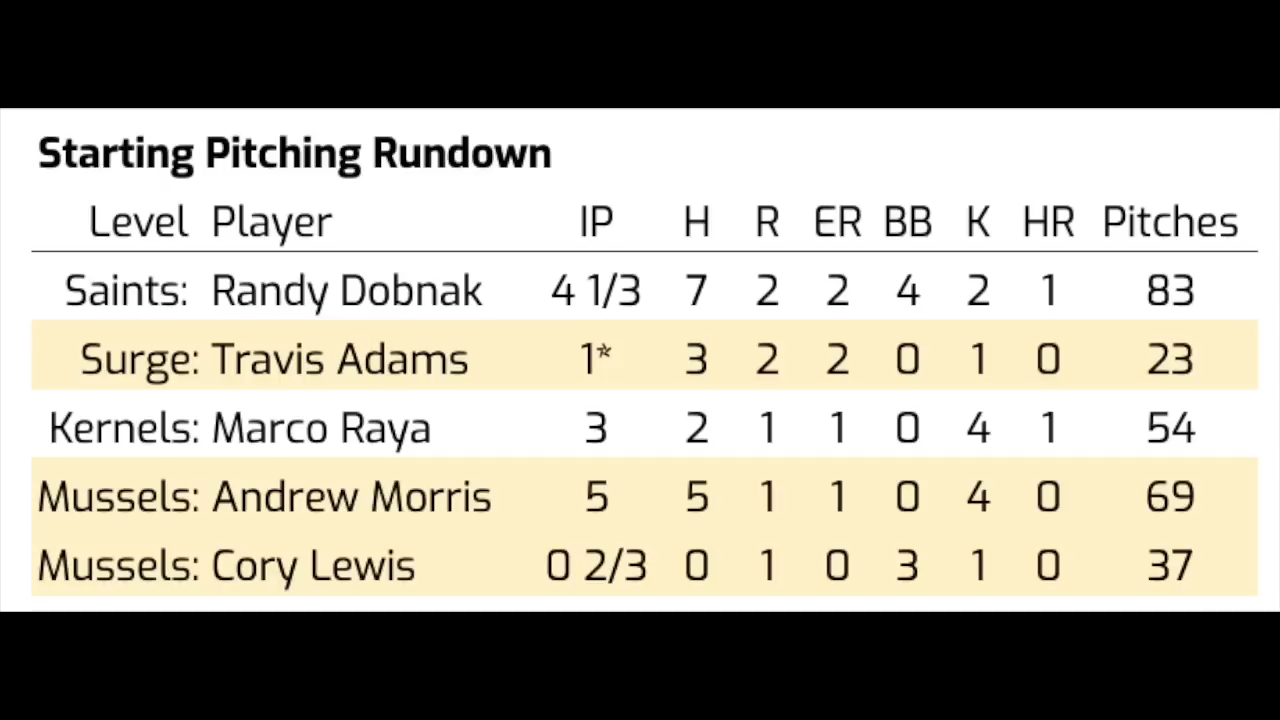 Starting Pitching Rundown
Level Player IP H R ER BB K HR Pitches
Saints: Randy Dobnak 4 1/3 7 2 2 4 2 1 83
Surge: Travis Adams 1* 3 2 2 0 1 0 23
Kernels: Marco Raya 3 2 1 1 0 4 1 54
Mussels: Andrew Morris 5 5 1 1 0 4 0 69
Mussels: Cory Lewis 0 2/3 0 1 0 3 1 0 37